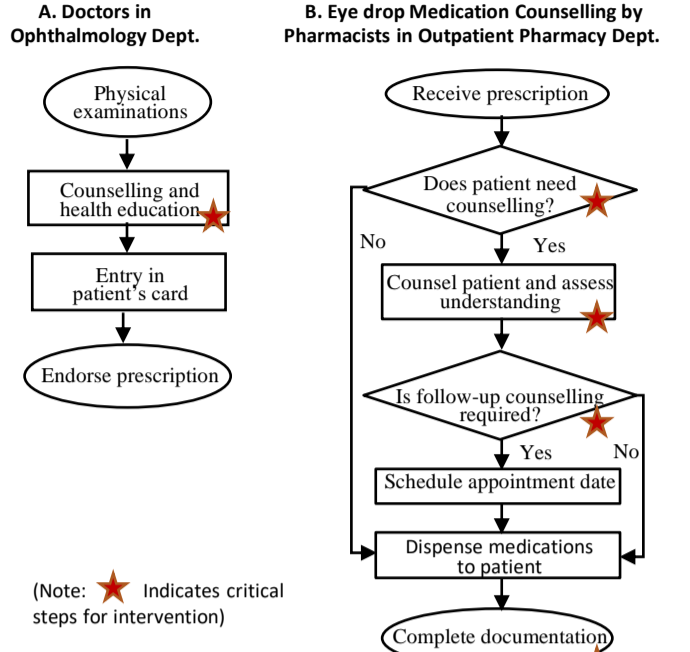 A. Doctors in
Ophthalmology Dept.
Physical
examinations
Counselling and
health education
Entry in
patient's card
Endorse prescription
B. Eye drop Medication Counselling by
Pharmacists in Outpatient Pharmacy Dept.
Receive prescription
Does patient need
counselling?
No
Yes
Counsel patient and assess
understanding
Is follow-up counselling
required?
Yes
No
Schedule appointment date
Dispense medications
to patient
Complete documentation
(Note: Indicates critical
steps for intervention)